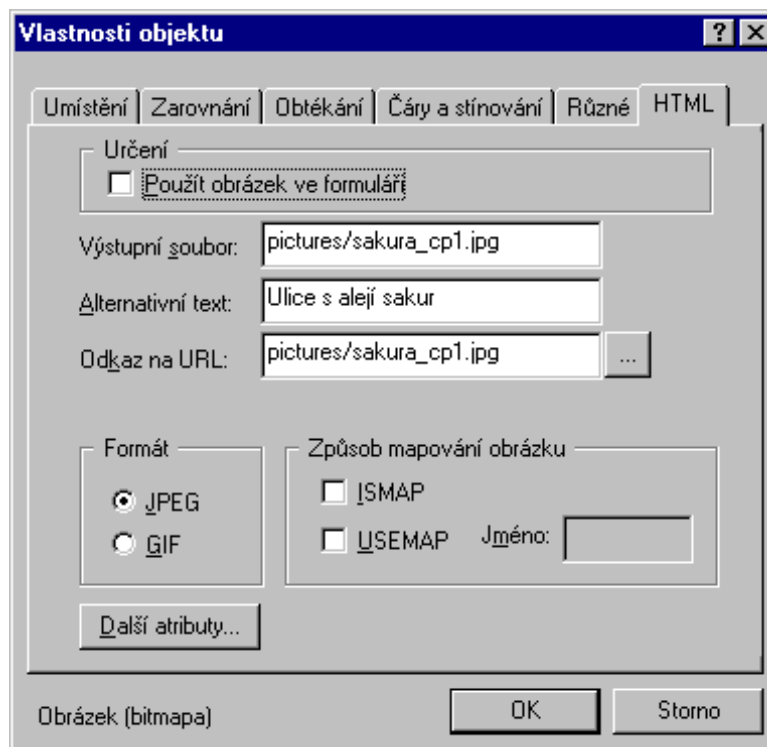 Vlastnosti objektu
Umístění Zarovnání Obtékání Čáry a stínování Různé HTML
Určení
Použít obrázek ve formuláři
Výstupní soubor: pictures/sakura_cp1.jpg
Alternativní text: Ulice s alejí sakur
Odkaz na URL: pictures/sakura_cp1.jpg ...
Formát Způsob mapování obrázku
JPEG ISMAP
GIF USEMAP Jméno:
Další atributy...
Obrázek (bitmapa) OK Storno